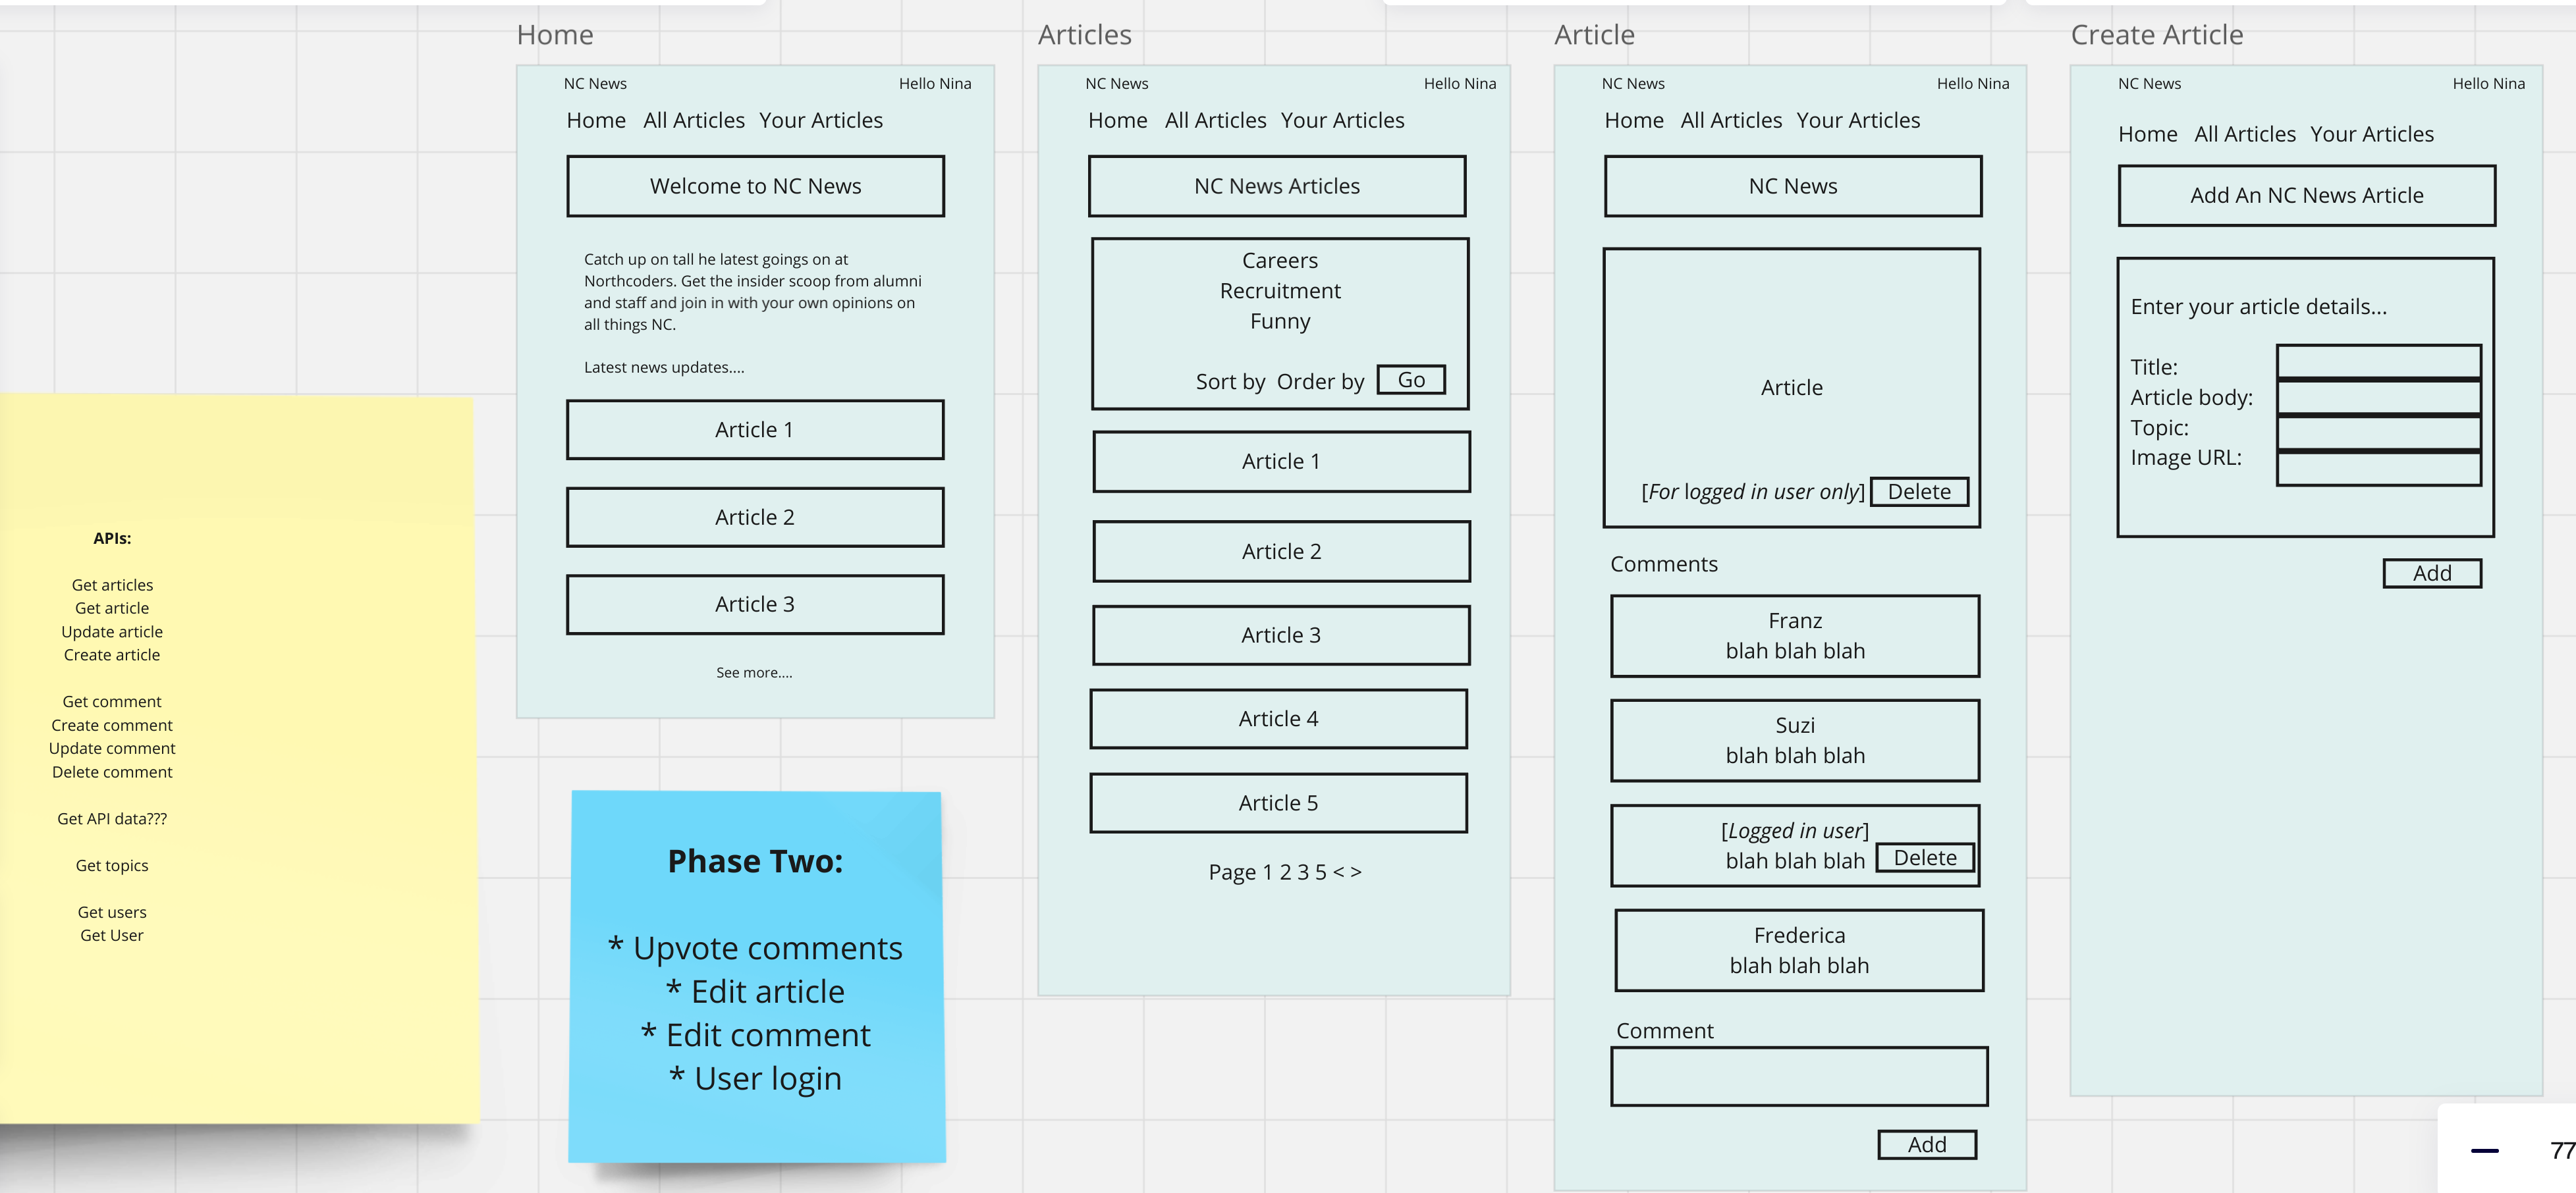 APIs:
Get articles
Get article
Update article
Create article
Get comment
Create comment
Update comment
Delete comment
Get API data???
Get topics
Get users
Get User
Home
NC News
Hello Nina
Home All Articles Your Articles
Welcome to NC News
Catch up on tall he latest goings on at
Northcoders. Get the insider scoop from alumni
and staff and join in with your own opinions on
all things NC.
Latest news updates....
Article 1
Article 2
Article 3
See more....
Phase Two:
* Upvote comments
* Edit article
* Edit comment
* User login
Articles
NC News
Hello Nina
Home All Articles Your Articles
NC News Articles
Careers
Recruitment
Funny
Sort by Order by Go
Article 1
Article 2
Article 3
Article 4
Article 5
Page 1 2 3 5 < >
Article
NC News
Hello Nina
Home All Articles Your Articles
NC News
Article
[For logged in user only] Delete
Comments
Franz
blah blah blah
Suzi
blah blah blah
[Logged in user]
blah blah blah Delete
Frederica
blah blah blah
Comment
Add
Create Article
NC News
Hello Nina
Home All Articles Your Articles
Add An NC News Article
Enter your article details...
Title:
Article body:
Topic:
Image URL:
Add
77